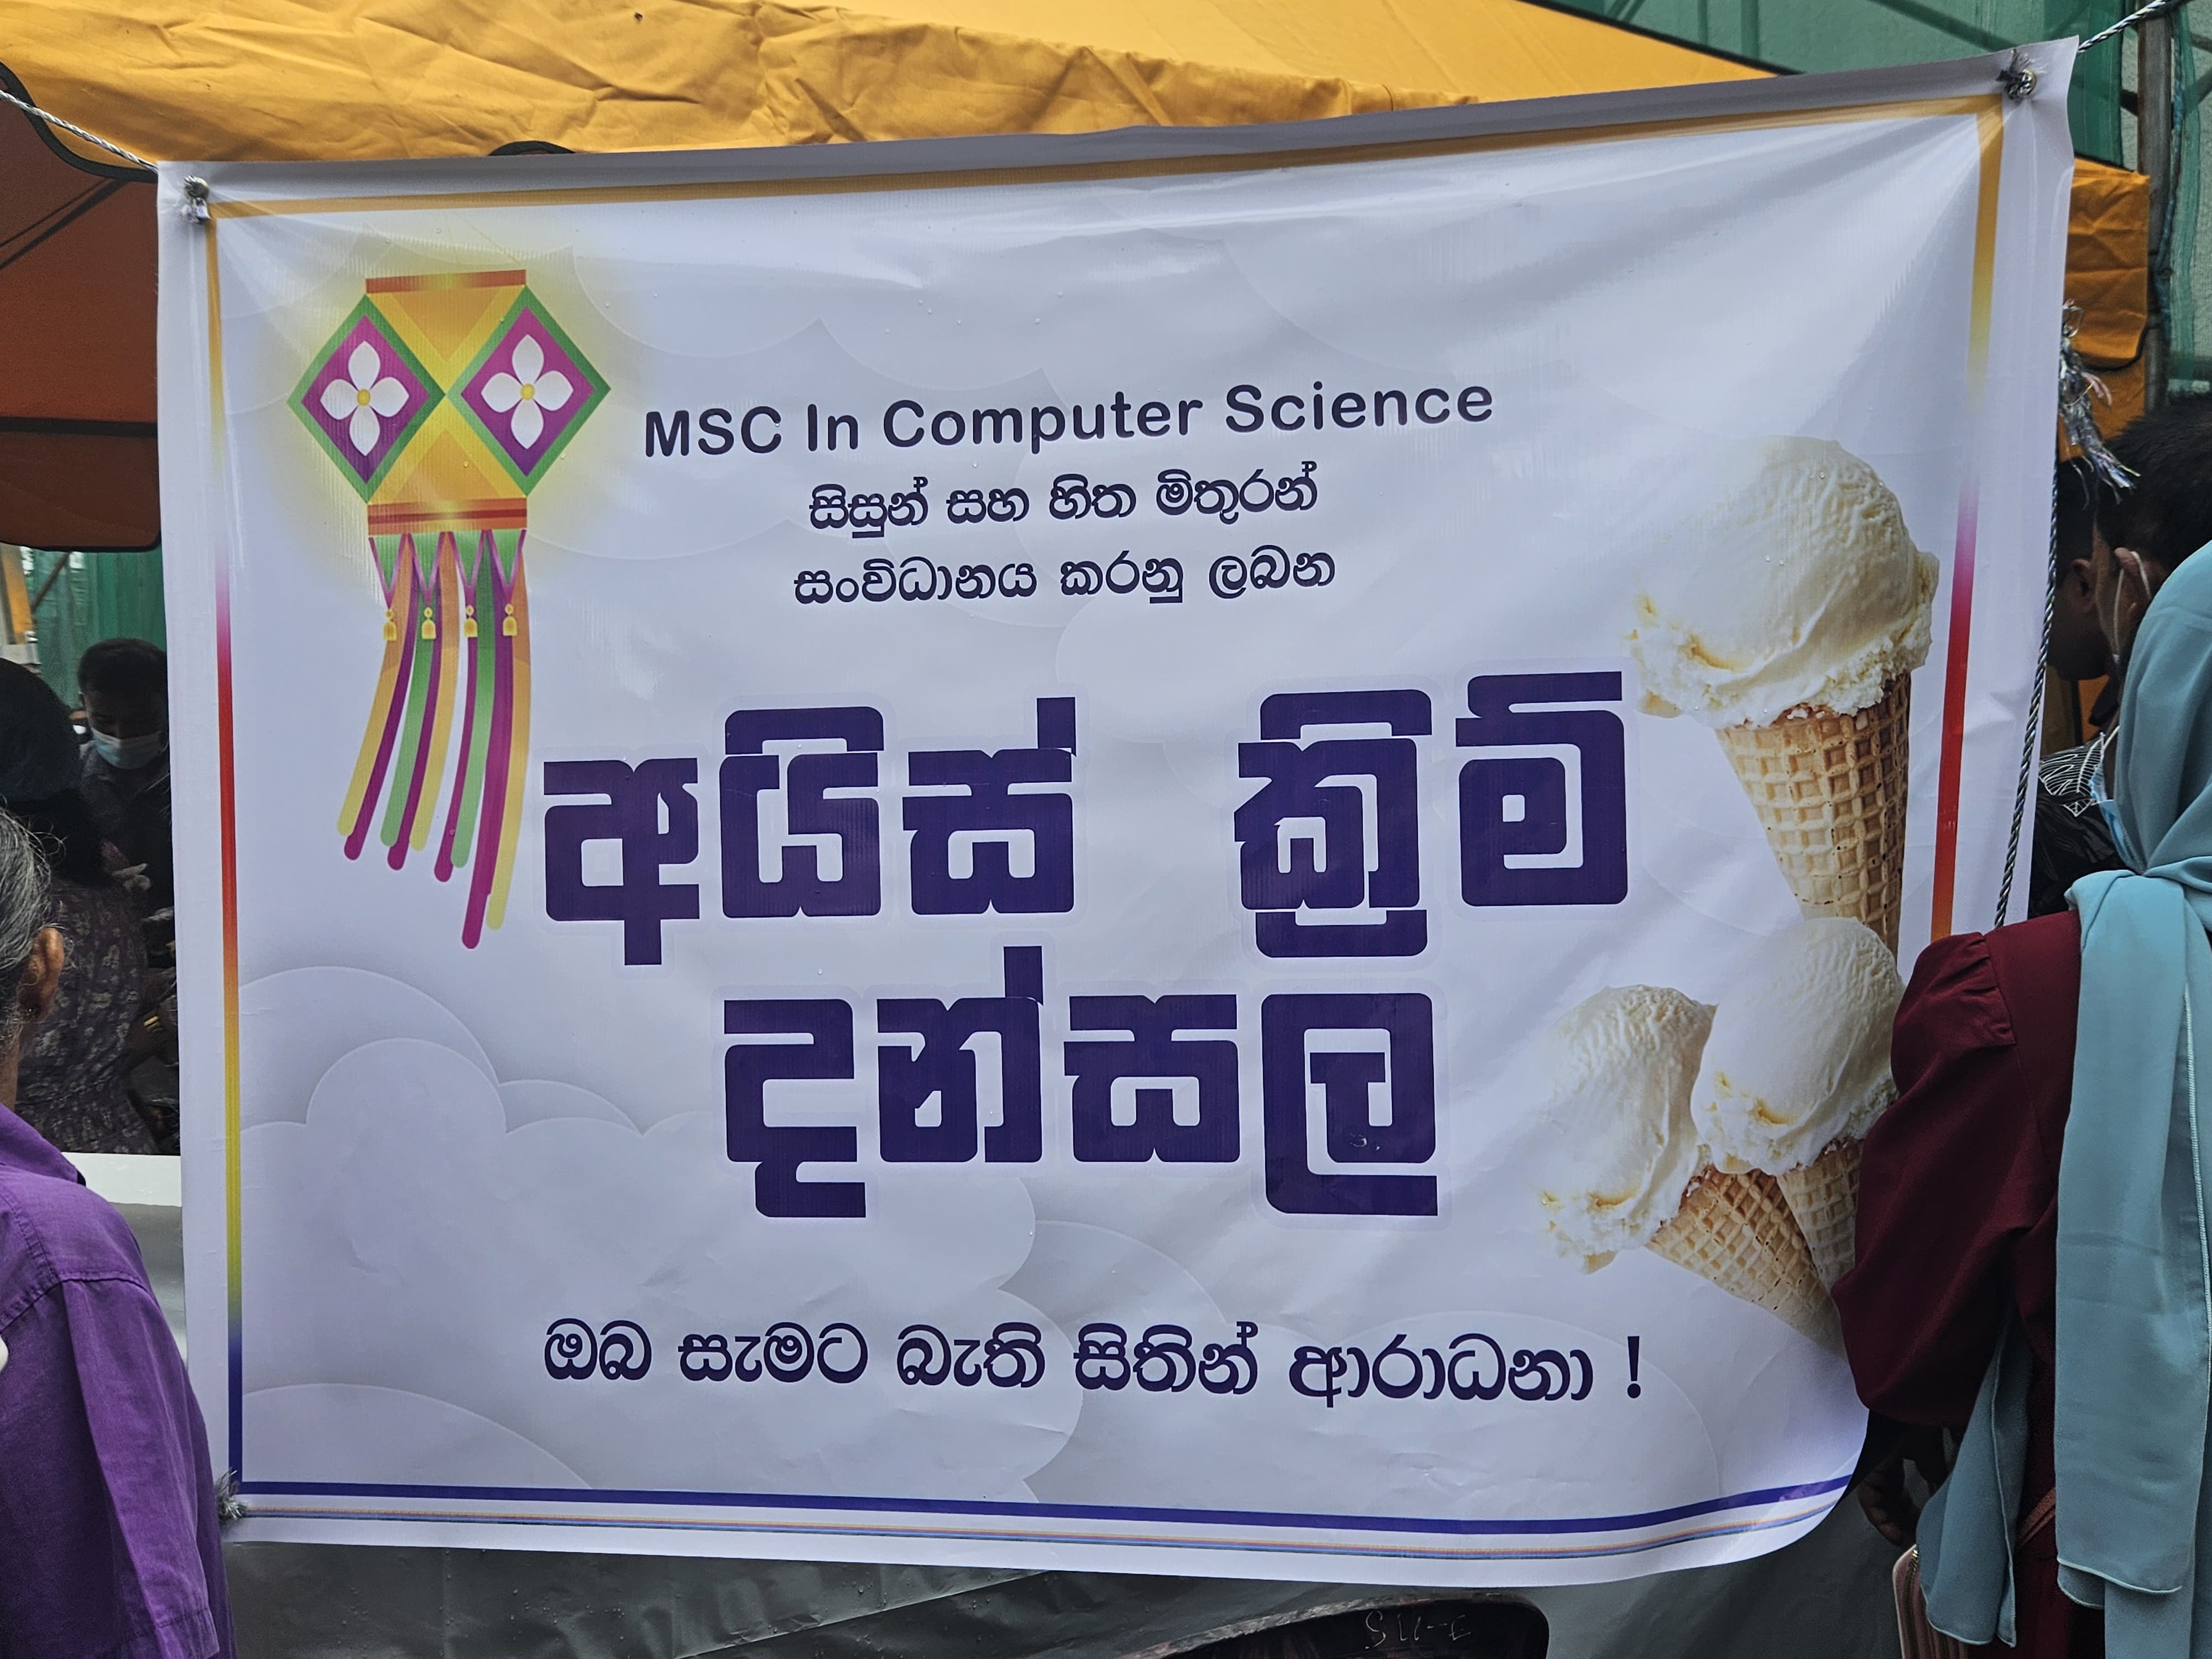 MSC In Computer Science
සිසුන් සහ හිත මිතුරන්
සංවිධානය කරනු ලබන
අයිස් ක්‍රිම්
දන්සල
ඔබ සැමට බැති සිතින් ආරාධනා !